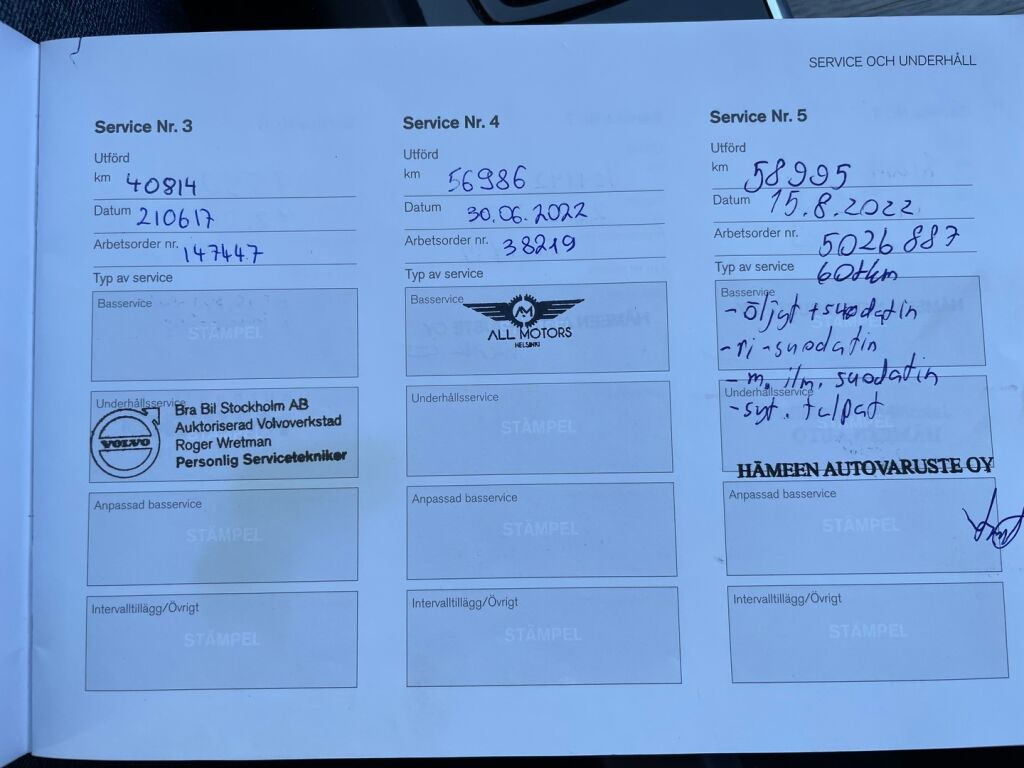 SERVICE OCH UNDERHÅLL
Service Nr. 3
Utförd
km 40814
Datum 210617
Arbetsorder nr. 147447
Typ av service
Basservice
STÄMPEL
Underhållsservice
VOLVO
Bra Bil Stockholm AB
Auktoriserad Volvoverkstad
Roger Wretman
Personlig Servicetekniker
Anpassad basservice
STÄMPEL
Intervalltillägg/Övrigt
STÄMPEL
Service Nr. 4
Utförd
km 56986
Datum 30.06.2022
Arbetsorder nr. 38219
Typ av service
Basservice
AM
ALL MOTORS
HELSINKI
Underhållsservice
STÄMPEL
Anpassad basservice
STÄMPEL
Intervalltillägg/Övrigt
STÄMPEL
Service Nr. 5
Utförd
km 58995
Datum 15.8.2022
Arbetsorder nr. 5026887
Typ av service 60tkm
Basservice
- öljyt + suodatin
- ri-suodatin
- m. ilm. suodatin
Underhållsservice
- syt. tulpat
HÄMEEN AUTOVARUSTE OY
Anpassad basservice
STÄMPEL
Intervalltillägg/Övrigt
STÄMPEL